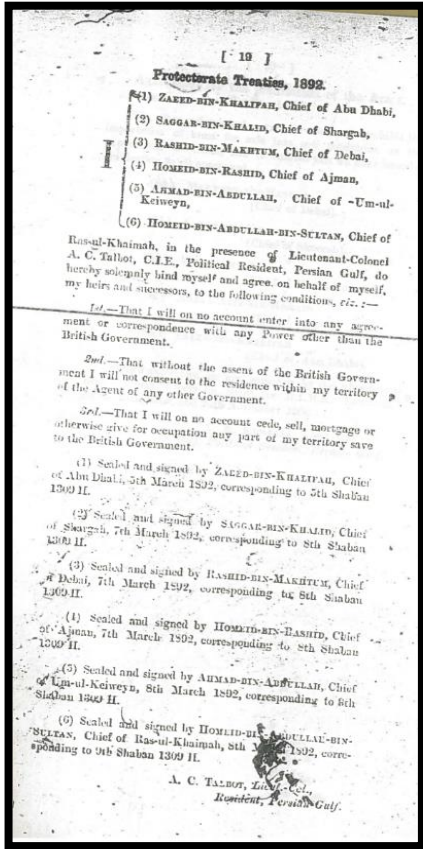 [ 19 ]
Protectorate Treaties, 1892.
(1) ZAEED-BIN-KHALIFAH, Chief of Abu Dhabi,
(2) SAGGAR-BIN-KHALID, Chief of Shargah,
(3) RASHID-BIN-MAKHTUM, Chief of Debai,
(4) HOMEID-BIN-RASHID, Chief of Ajman,
(5) AHMAD-BIN-ABDULLAH, Chief of Um-ul-
Keiweyn,
(6) HOMEID-BIN-ABDULLAH-BIN-SULTAN, Chief of
Ras-ul-Khaimah, in the presence of Lieutenant-Colonel
A. C. Talbot, C.I.E., Political Resident, Persian Gulf, do
hereby solemnly bind myself and agree, on behalf of myself,
my heirs and successors, to the following conditions, viz.:—
1st.—That I will on no account enter into any agree-
ment or correspondence with any Power other than the
British Government.
2nd.—That without the assent of the British Govern-
ment I will not consent to the residence within my territory
of the Agent of any other Government.
3rd.—That I will on no account cede, sell, mortgage or
otherwise give for occupation any part of my territory save
to the British Government.
(1) Sealed and signed by ZAEED-BIN-KHALIFAH, Chief
of Abu Dhabi, 5th March 1892, corresponding to 5th Shaban
1309 H.
(2) Sealed and signed by SAGGAR-BIN-KHALID, Chief
of Shargah, 7th March 1892, corresponding to 8th Shaban
1309 H.
(3) Sealed and signed by RASHID-BIN-MAKHTUM, Chief
of Debai, 7th March 1892, corresponding to 8th Shaban
1309 H.
(4) Sealed and signed by HOMEID-BIN-RASHID, Chief
of Ajman, 7th March 1892, corresponding to 8th Shaban
1309 H.
(5) Sealed and signed by AHMAD-BIN-ABDULLAH, Chief
of Um-ul-Keiweyn, 8th March 1892, corresponding to 8th
Shaban 1309 H.
(6) Sealed and signed by HOMEID-BIN-ABDULLAH-BIN-
SULTAN, Chief of Ras-ul-Khaimah, 8th 1892, corre-
sponding to 9th Shaban 1309 H.
A. C. TALBOT, Lieut.-Col.,
Resident, Persian Gulf.